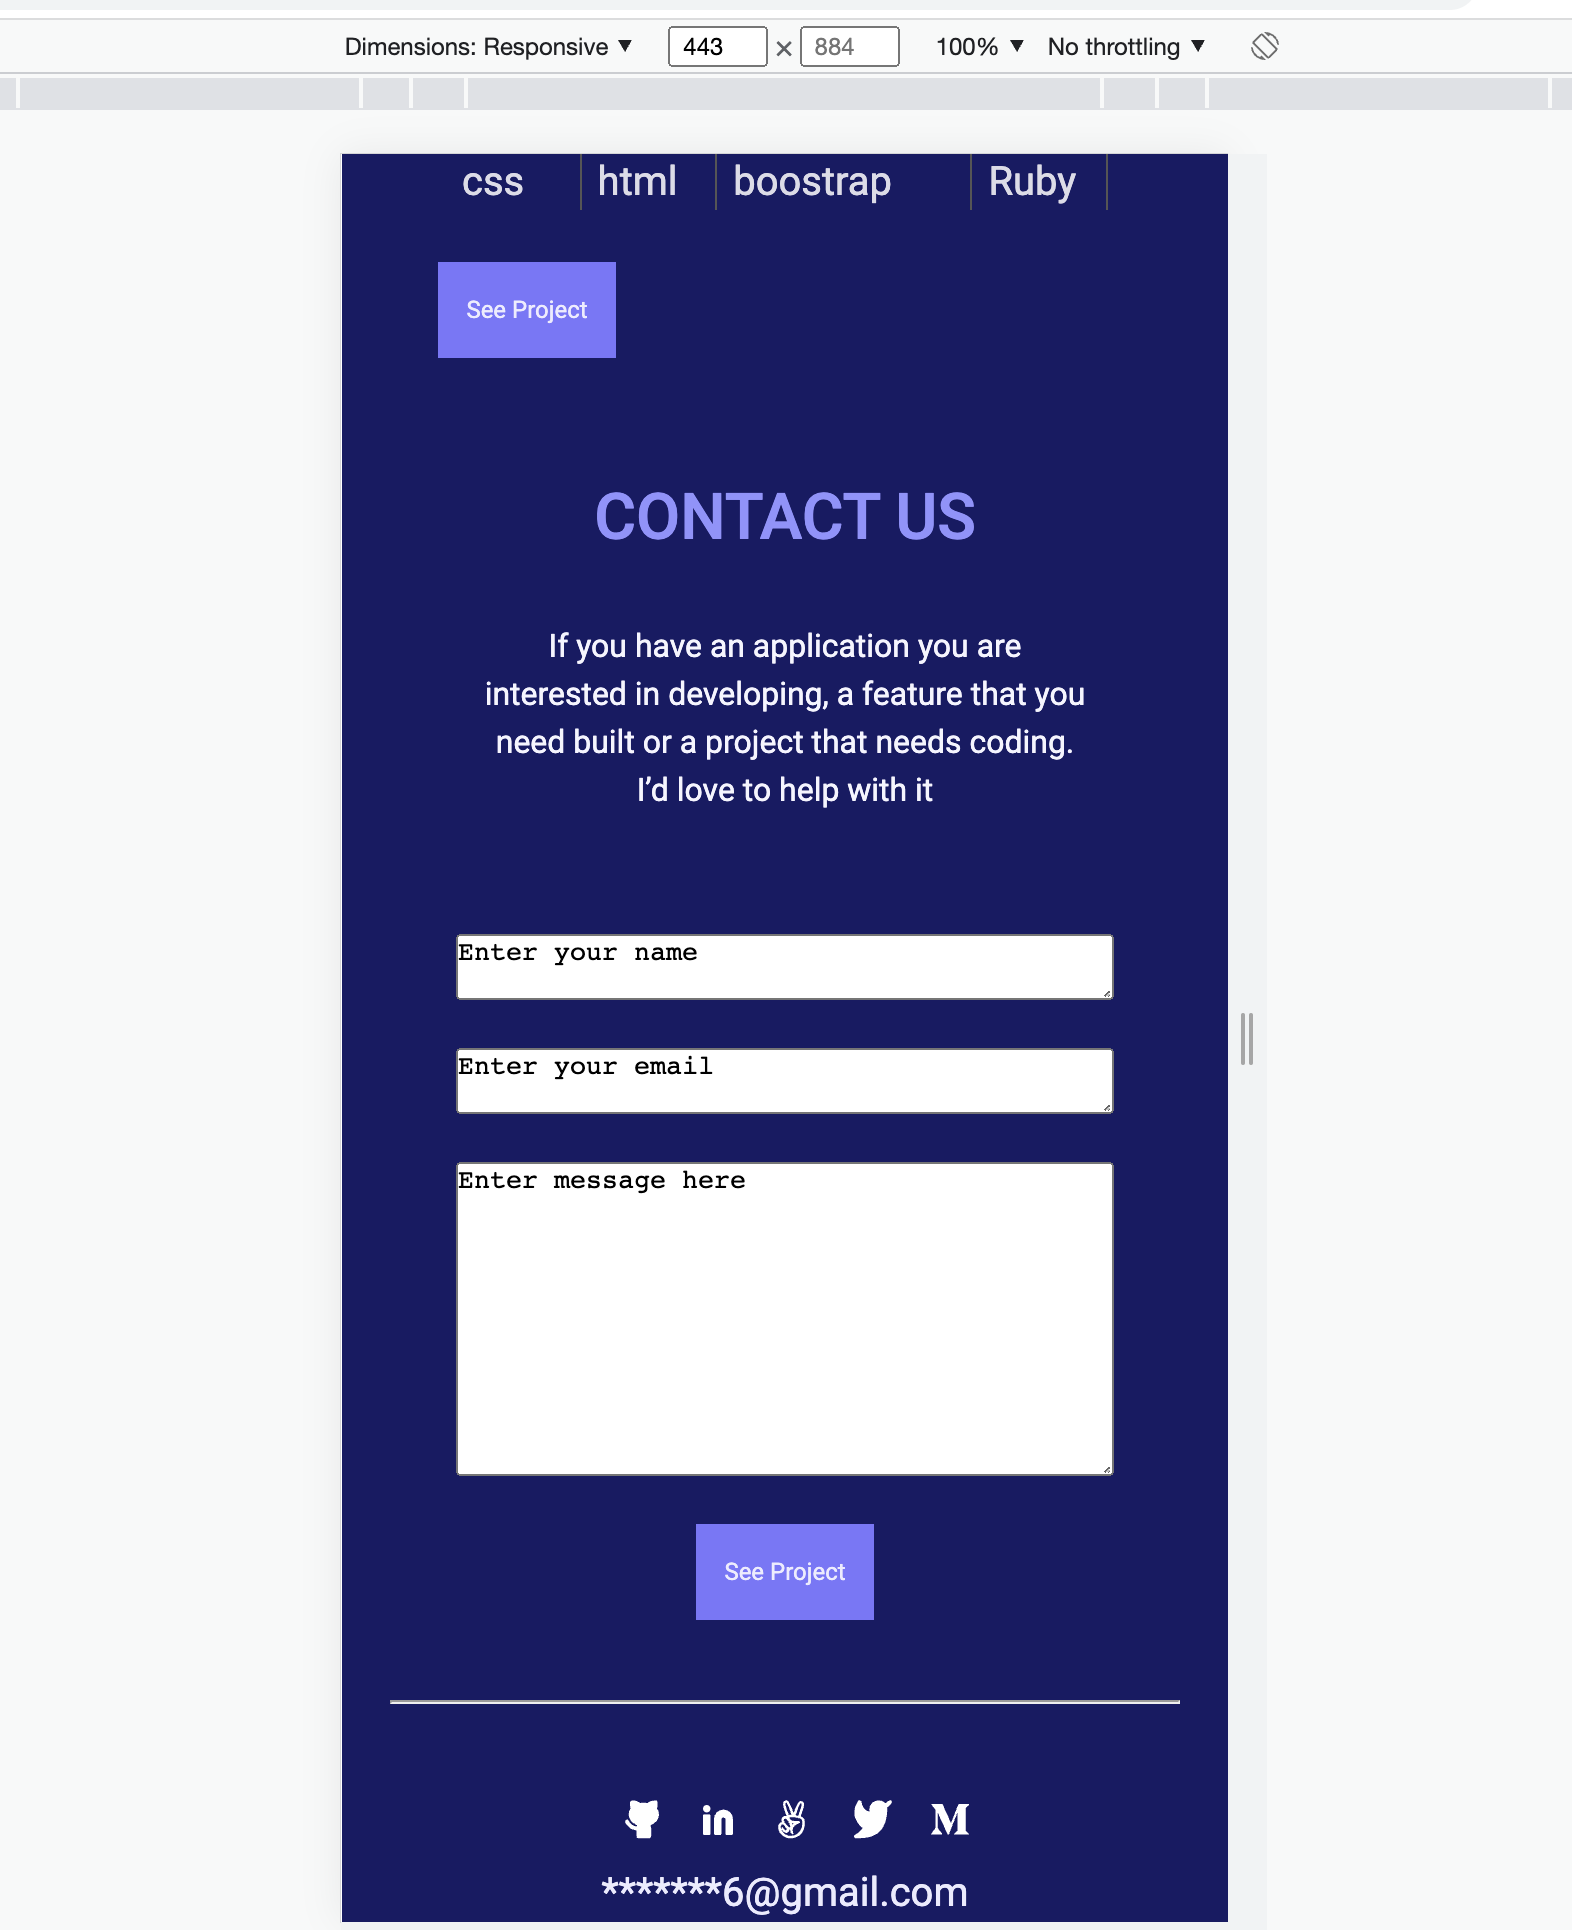 Dimensions: Responsive ▼ 443 × 884 100% ▼ No throttling ▼
css html boostrap Ruby
See Project
CONTACT US
If you have an application you are
interested in developing, a feature that you
need built or a project that needs coding.
I’d love to help with it
Enter your name
Enter your email
Enter message here
See Project
*******6@gmail.com